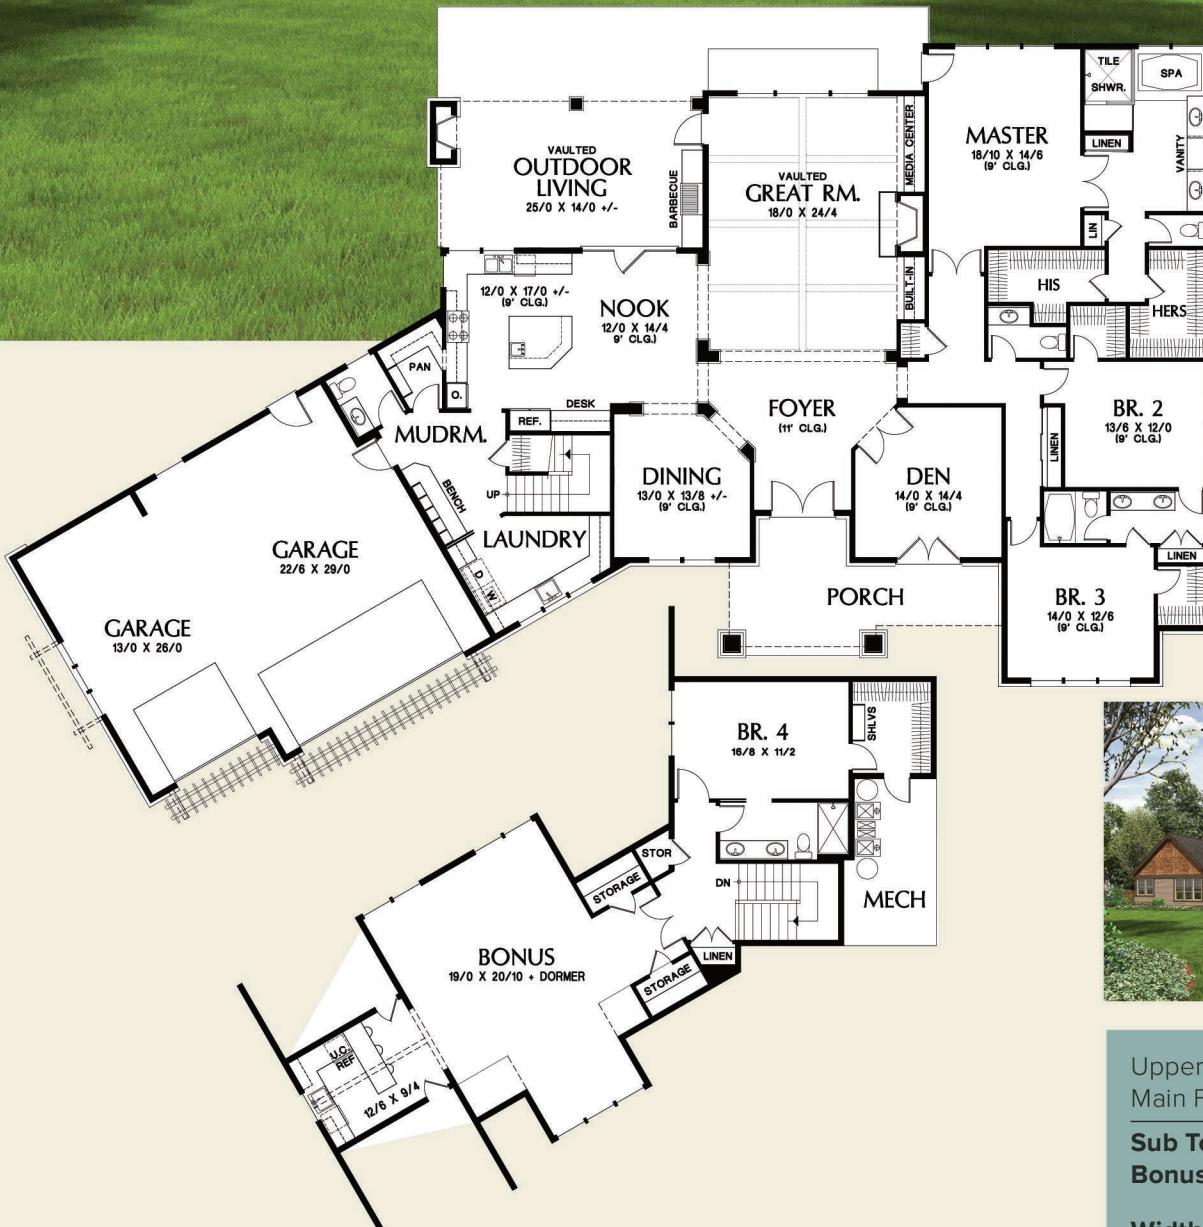 TILE
SHWR.
SPA
MASTER
18/10 X 14/6
(9' CLG.)
LINEN
VANITY
VAULTED
OUTDOOR
LIVING
25/0 X 14/0 +/-
BARBECUE
VAULTED
GREAT RM.
18/0 X 24/4
MEDIA CENTER
BUILT-IN
LIN
HIS
HERS
12/0 X 17/0 +/-
(9' CLG.)
NOOK
12/0 X 14/4
9' CLG.)
PAN
O.
DESK
REF.
FOYER
(11' CLG.)
BR. 2
13/6 X 12/0
(9' CLG.)
LINEN
MUDRM.
BENCH
UP
DINING
13/0 X 13/8 +/-
(9' CLG.)
DEN
14/0 X 14/4
(9' CLG.)
LAUNDRY
D
W
GARAGE
22/6 X 29/0
GARAGE
13/0 X 26/0
PORCH
LINEN
BR. 3
14/0 X 12/6
(9' CLG.)
BR. 4
16/8 X 11/2
SHLVS
STOR
STORAGE
DN
MECH
LINEN
STORAGE
BONUS
19/0 X 20/10 + DORMER
U.C.
REF
12/6 X 9/4
Upper
Main F
Sub To
Bonus
Width